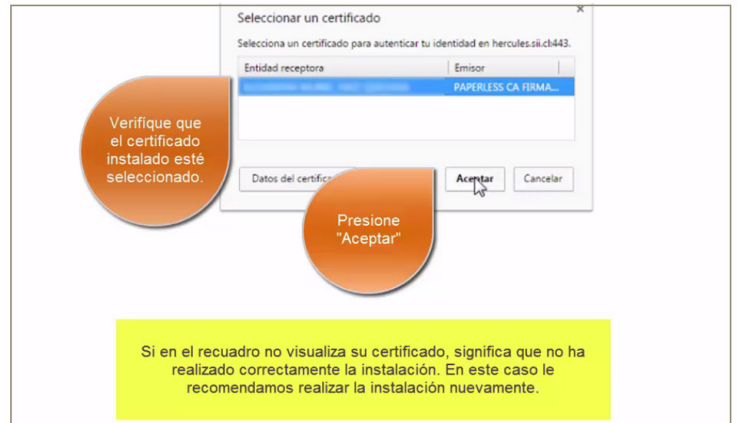 Seleccionar un certificado
Selecciona un certificado para autenticar tu identidad en hercules.sii.cl:443.
Entidad receptora
Emisor
PAPERLESS CA FIRMA...
Verifique que
el certificado
instalado esté
seleccionado.
Datos del certific
Aceptar
Cancelar
Presione
"Aceptar"
Si en el recuadro no visualiza su certificado, significa que no ha
realizado correctamente la instalación. En este caso le
recomendamos realizar la instalación nuevamente.